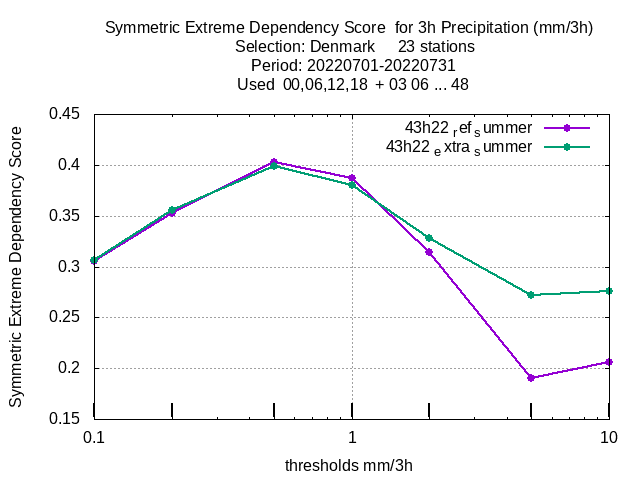 Symmetric Extreme Dependency Score  for 3h Precipitation (mm/3h)
Selection: Denmark     23 stations
Period: 20220701-20220731
Used  00,06,12,18  + 03 06 ... 48
43h22 ref summer
43h22 extra summer
Symmetric Extreme Dependency Score
0.45
0.4
0.35
0.3
0.25
0.2
0.15
0.1
1
10
thresholds mm/3h